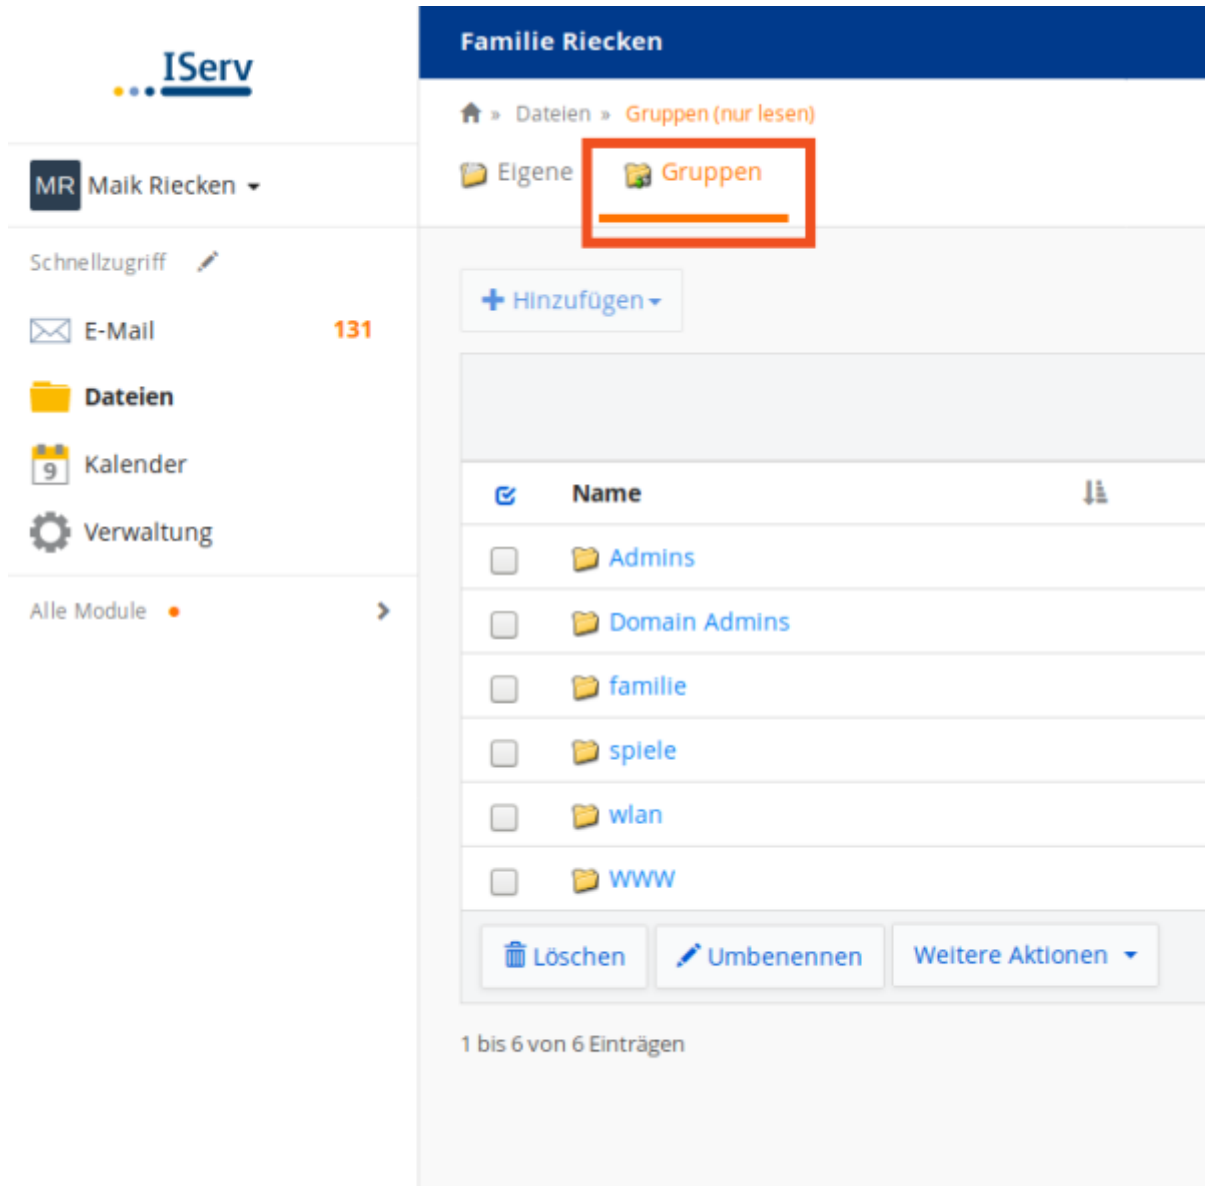 IServ
MR Maik Riecken
Schnellzugriff
E-Mail 131
Dateien
9 Kalender
Verwaltung
Alle Module
Familie Riecken
» Dateien » Gruppen (nur lesen)
Eigene Gruppen
Hinzufügen
Name
Admins
Domain Admins
familie
spiele
wlan
WWW
Löschen Umbenennen Weitere Aktionen
1 bis 6 von 6 Einträgen